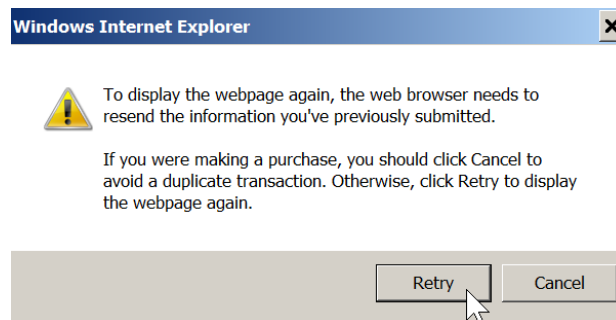 Windows Internet Explorer
To display the webpage again, the web browser needs to
resend the information you've previously submitted.
If you were making a purchase, you should click Cancel to
avoid a duplicate transaction. Otherwise, click Retry to display
the webpage again.
Retry
Cancel